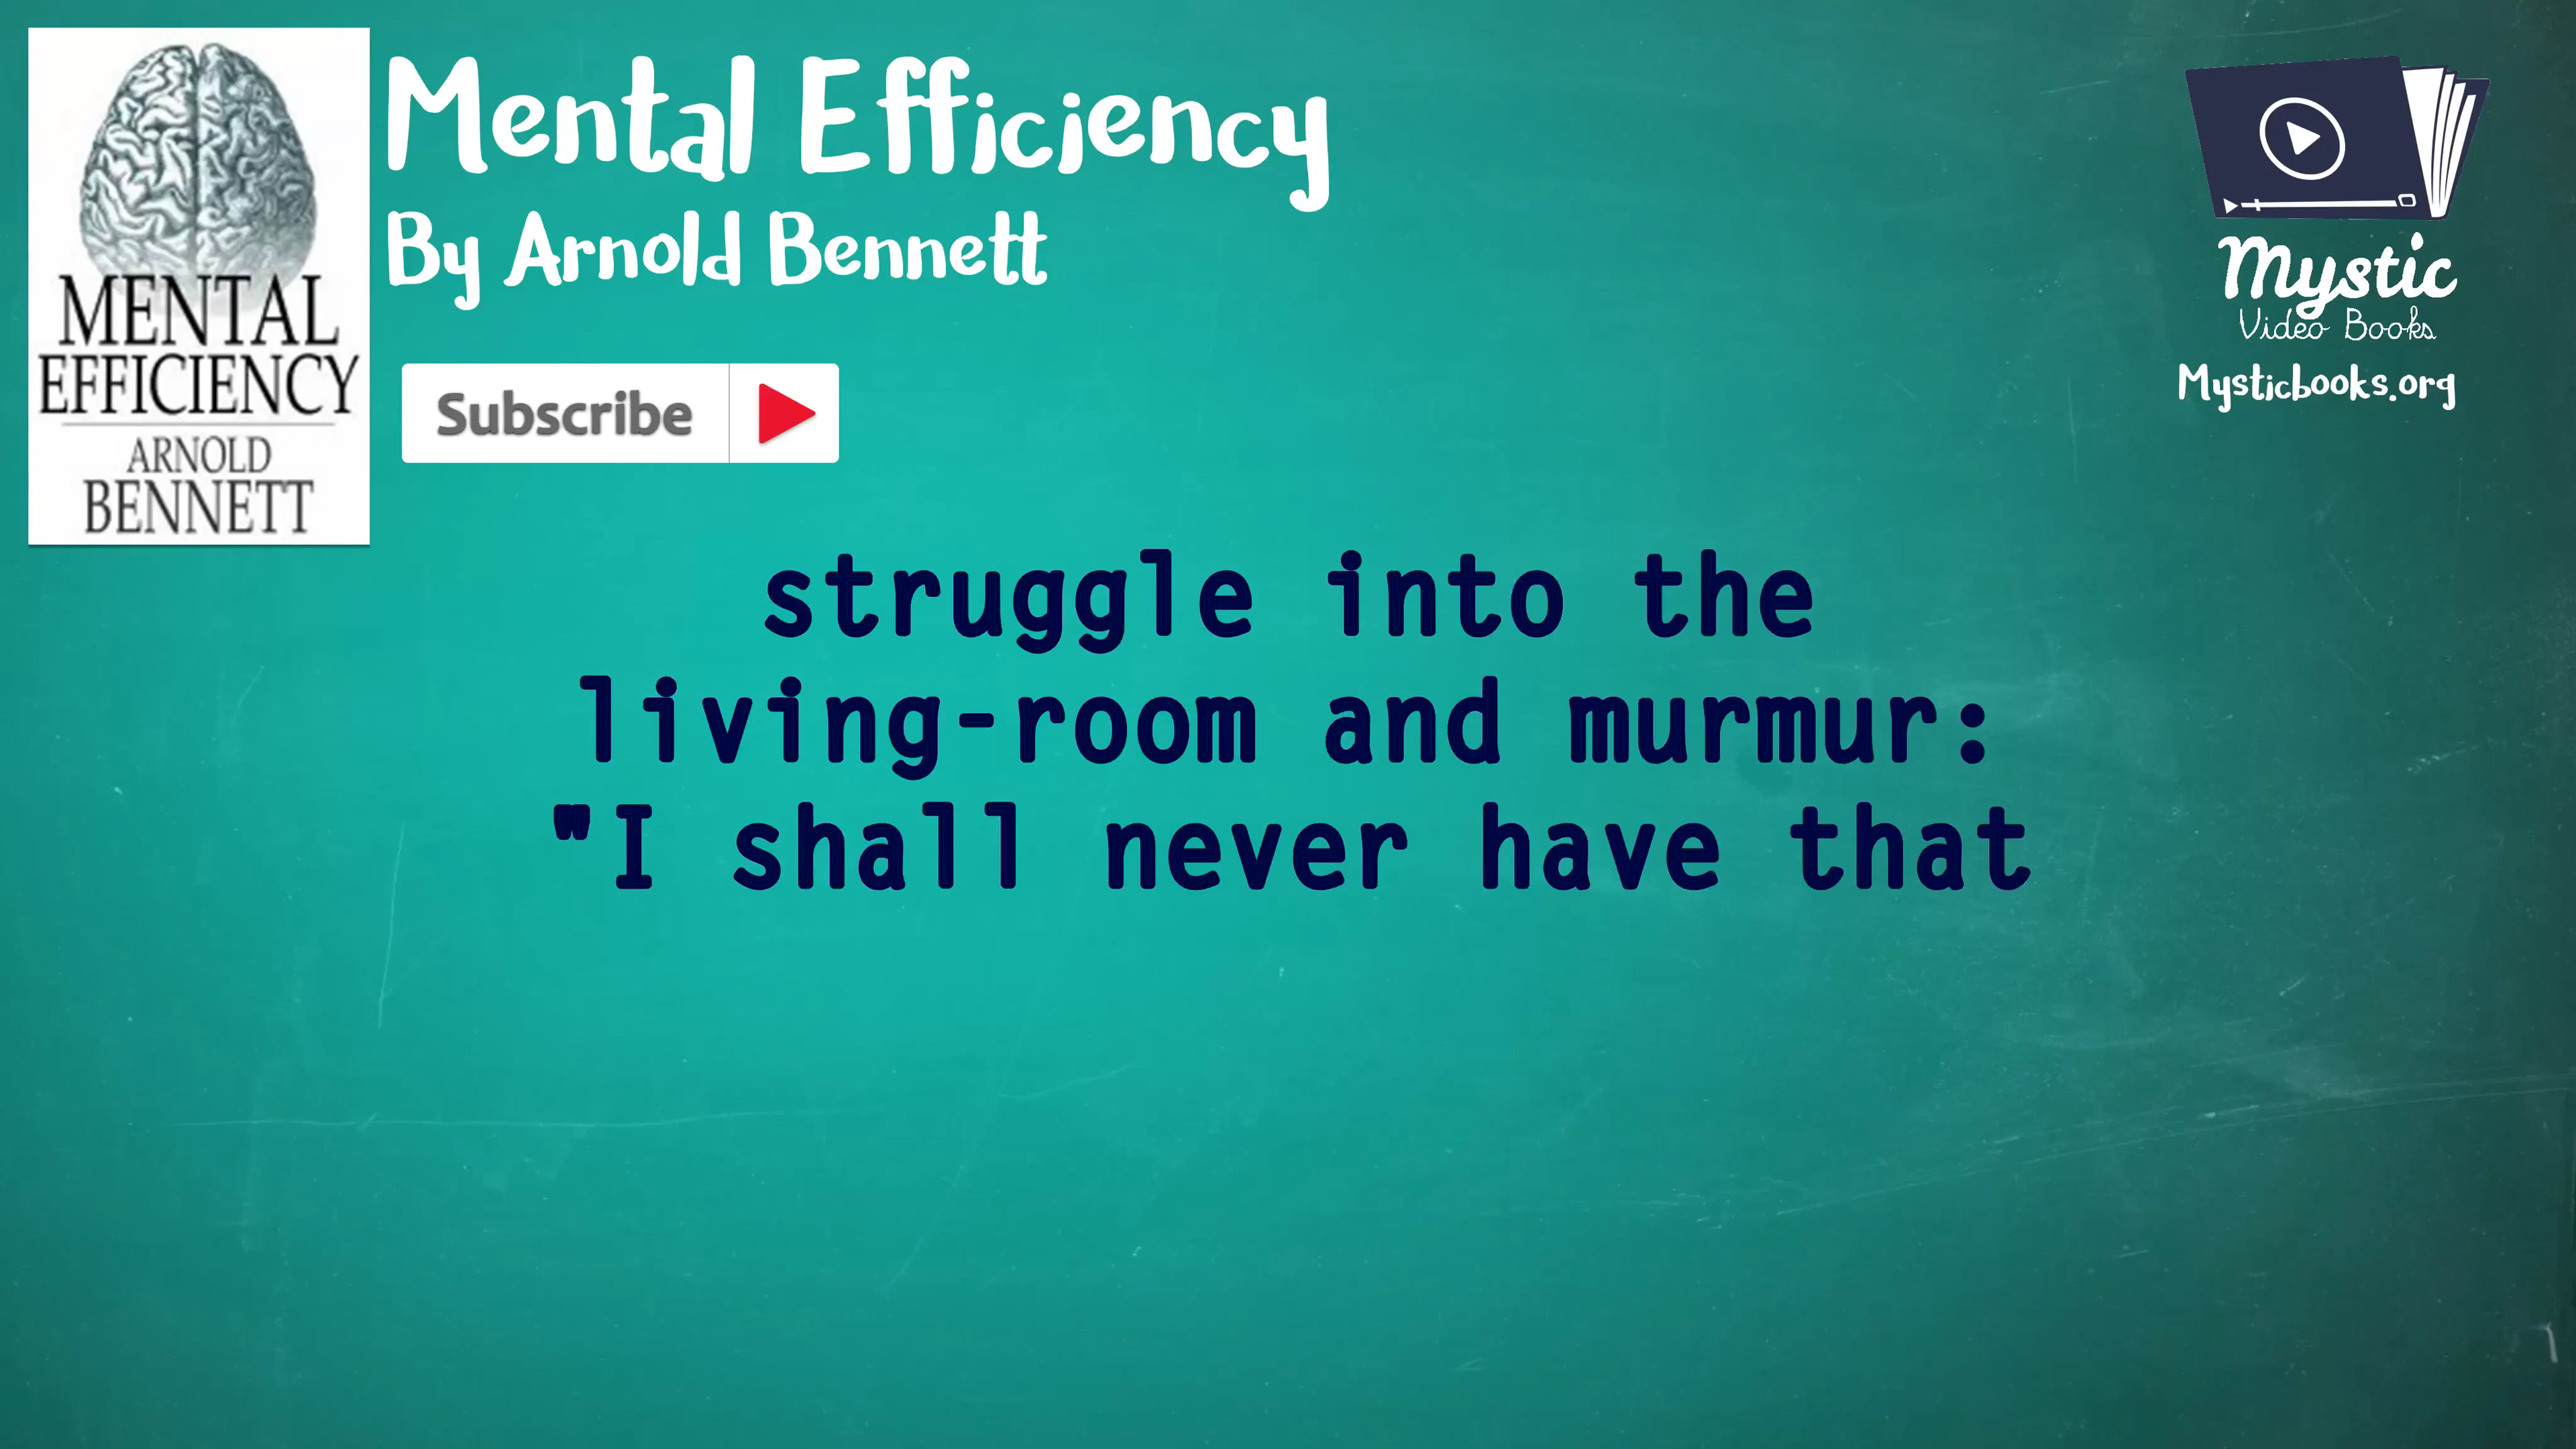 MENTAL
EFFICIENCY
ARNOLD
BENNETT
Mental Efficiency
By Arnold Bennett
Subscribe
Mystic
Video Books
Mysticbooks.org
struggle into the
living-room and murmur:
"I shall never have that